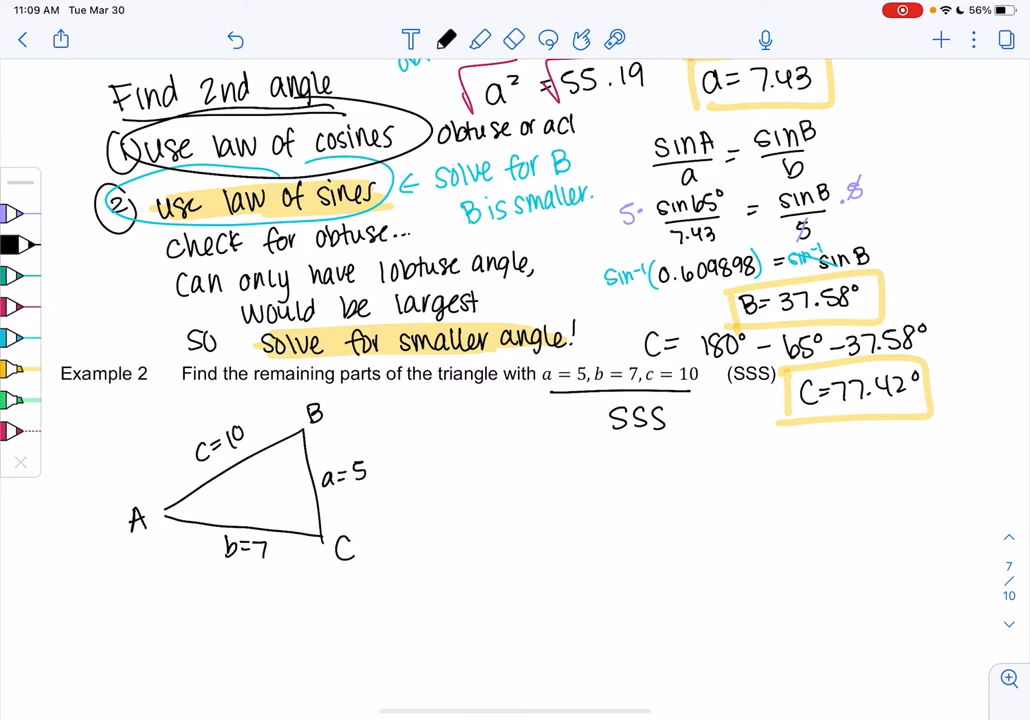 11:09 AM Tue Mar 30
56%
Find 2nd angle
a² = 55.19
a = 7.43
① use law of cosines
obtuse or acl
② use law of sines
← solve for B
B is smaller.
check for obtuse...
can only have 1 obtuse angle,
would be largest
so solve for smaller angle!
sinA/a = sinB/b
5· sin65°/7.43 = sinB/5 ·5
sin⁻¹(0.609898) = sin⁻¹ sinB
B = 37.58°
C = 180° - 65° - 37.58°
C = 77.42°
Example 2 Find the remaining parts of the triangle with a = 5, b = 7, c = 10 (SSS)
SSS
B
c=10
a=5
A
b=7
C
7
/
10